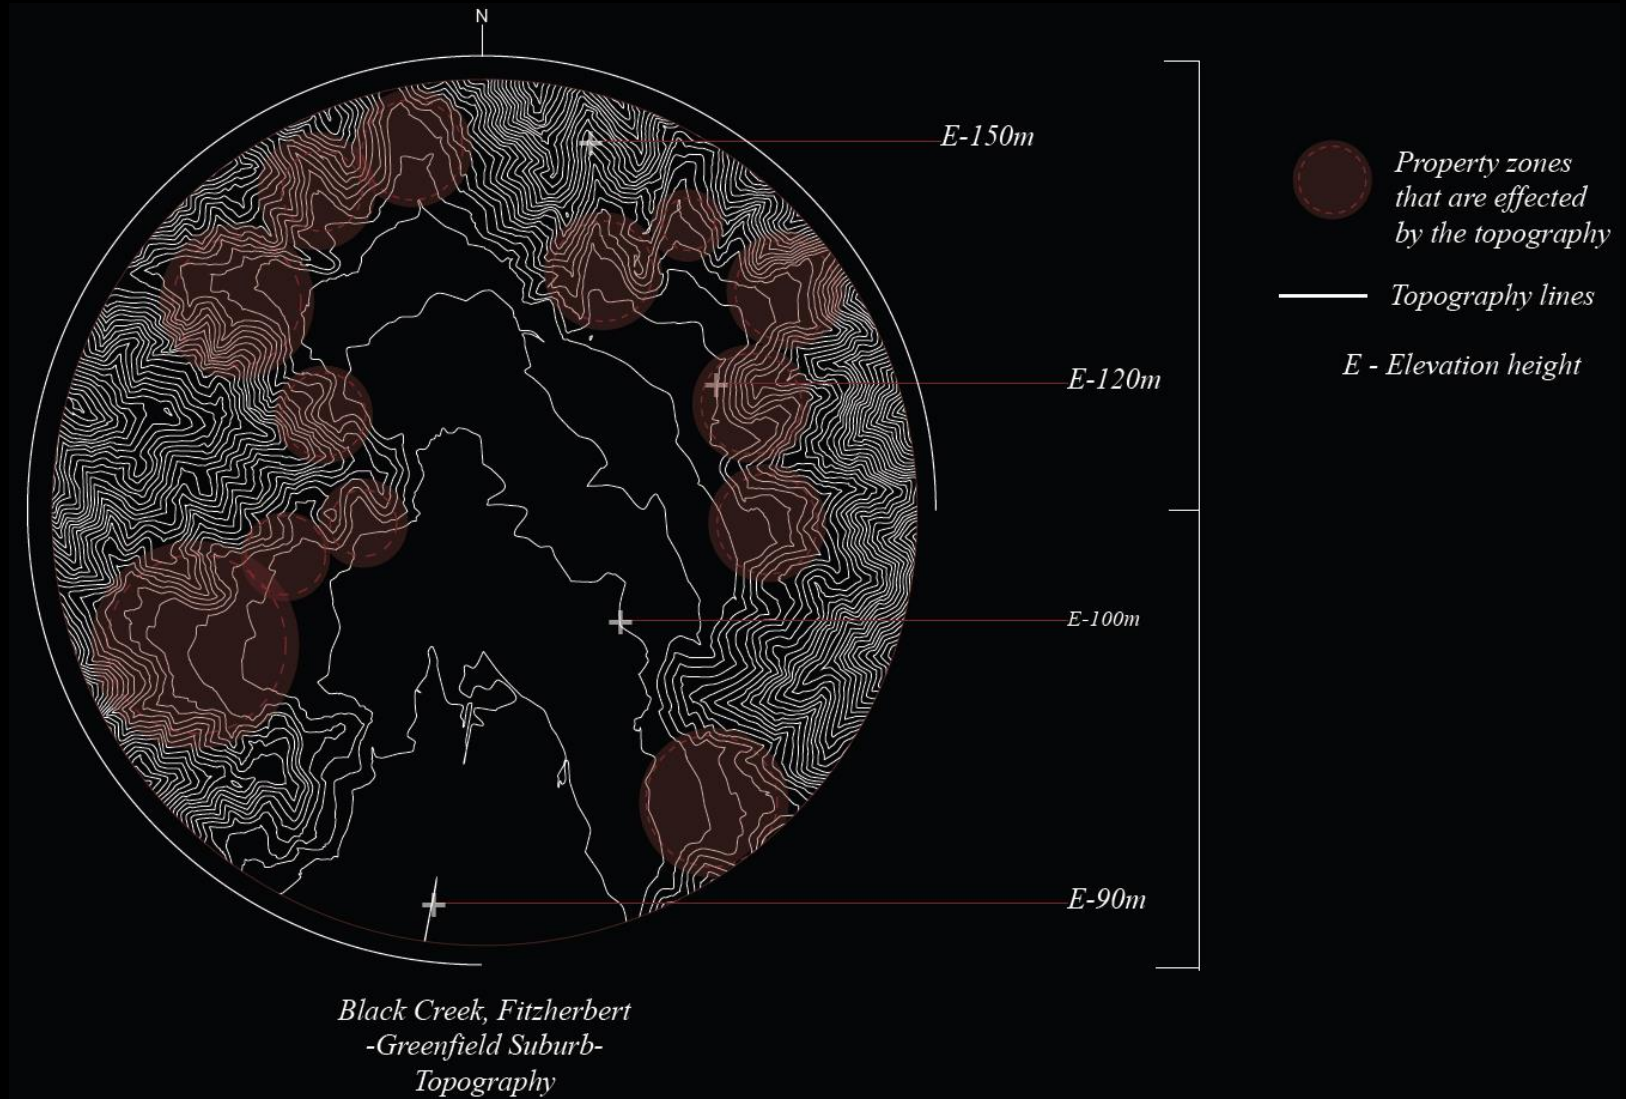 N
E-150m
E-120m
E-100m
E-90m
Property zones
that are effected
by the topography
Topography lines
E - Elevation height
Black Creek, Fitzherbert
-Greenfield Suburb-
Topography